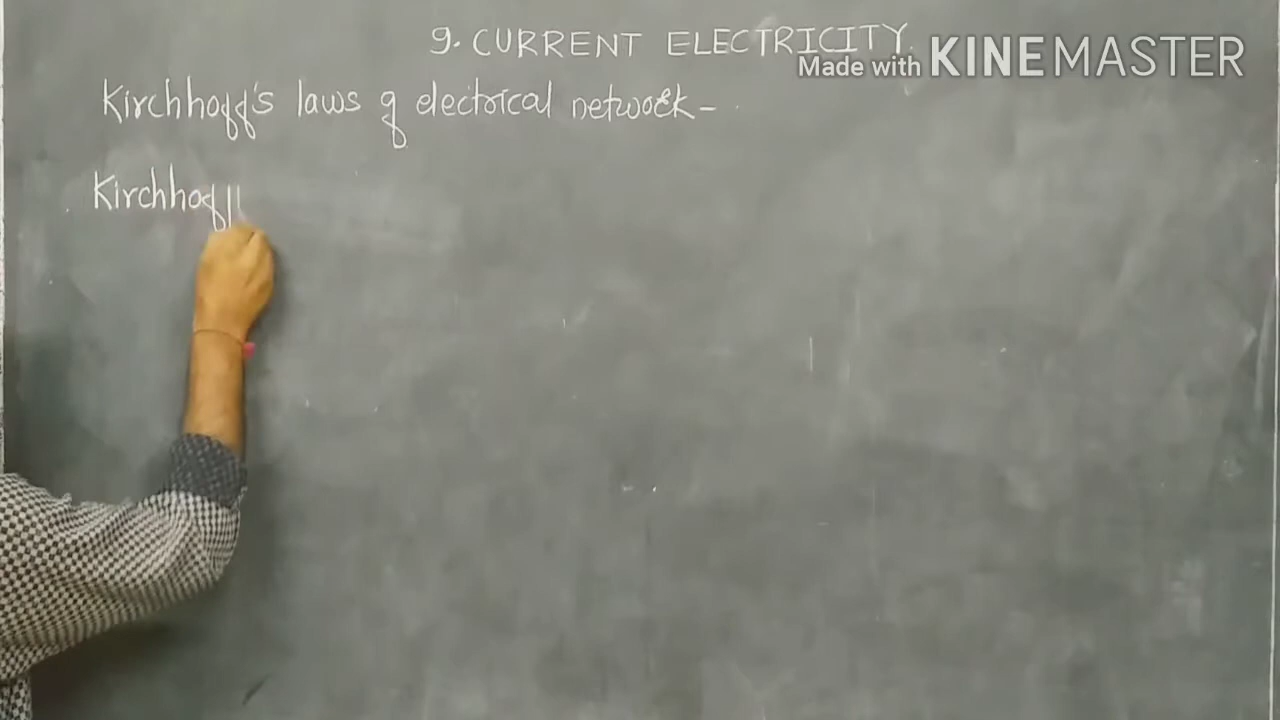 9. CURRENT ELECTRICITY.
Made with KINEMASTER
Kirchhoff's laws of electrical network –
Kirchhoff